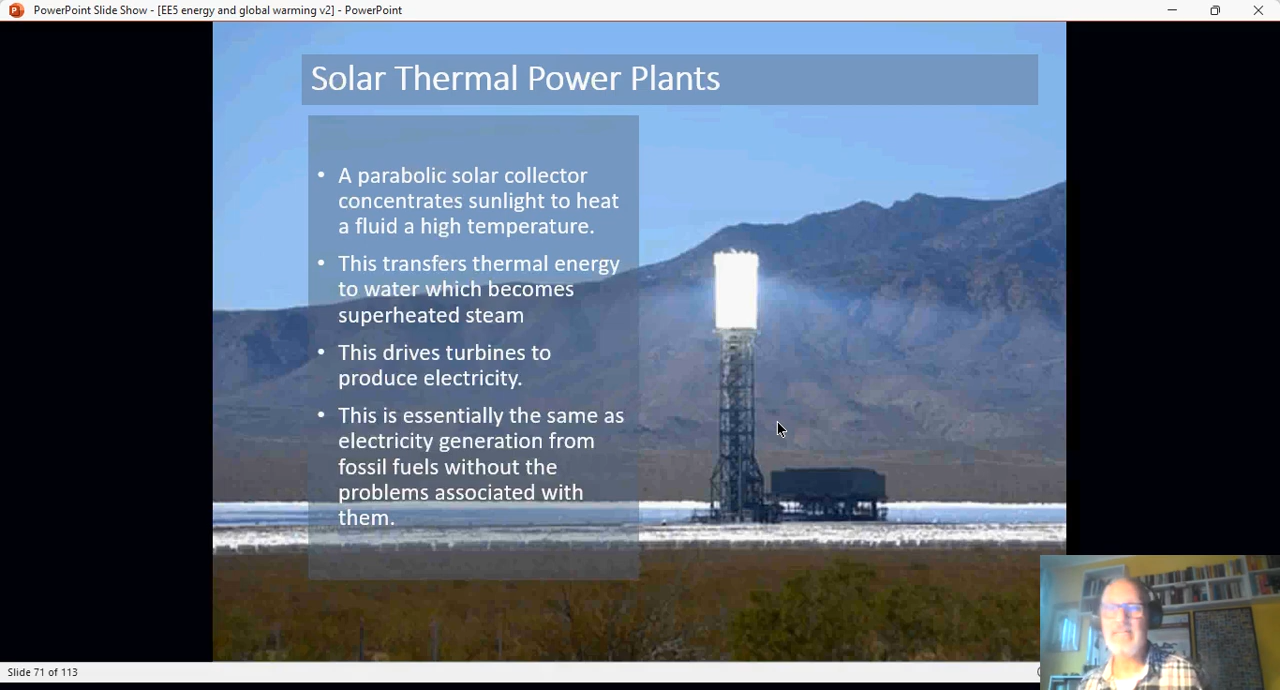 PowerPoint Slide Show - [EE5 energy and global warming v2] - PowerPoint
Solar Thermal Power Plants
• A parabolic solar collector
concentrates sunlight to heat
a fluid a high temperature.
• This transfers thermal energy
to water which becomes
superheated steam
• This drives turbines to
produce electricity.
• This is essentially the same as
electricity generation from
fossil fuels without the
problems associated with
them.
Slide 71 of 113